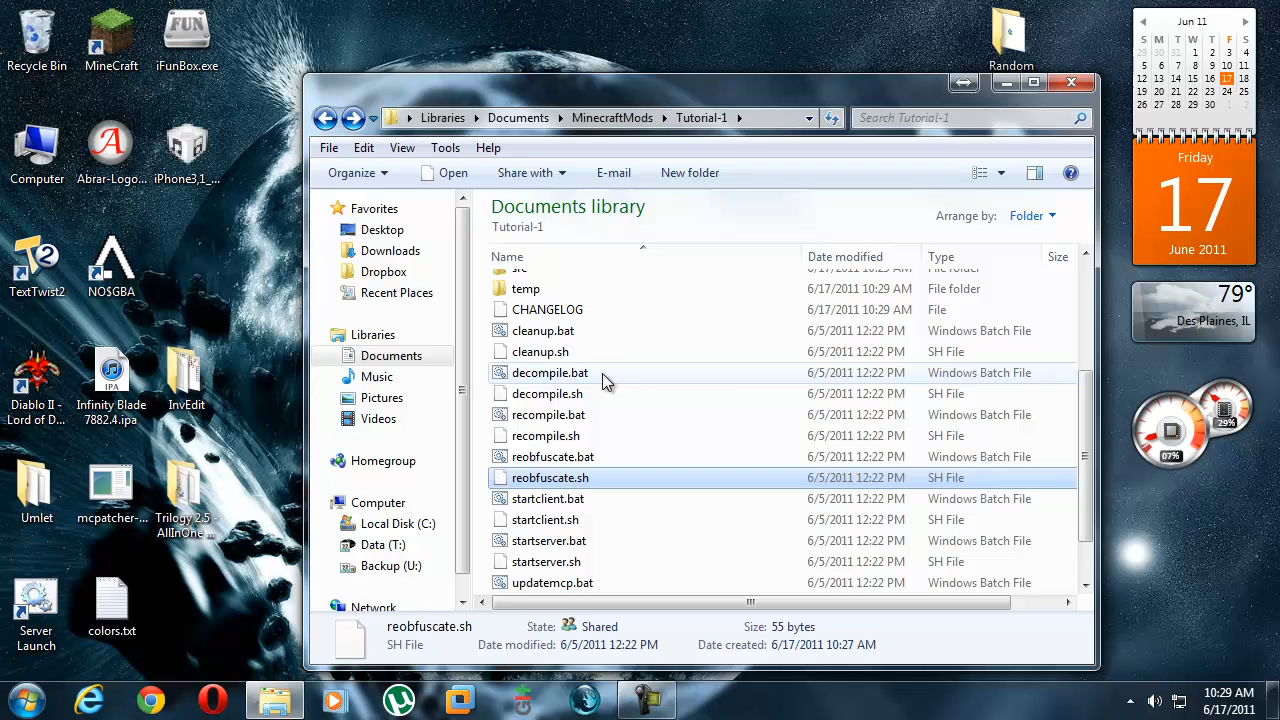 Recycle Bin
MineCraft
iFunBox.exe
Random
Computer
Abrar-Logo...
iPhone3,1_...
TextTwist2
NO$GBA
Diablo II -
Lord of D...
Infinity Blade
7882.4.ipa
InvEdit
Umlet
mcpatcher-...
Trilogy 2.5 -
AllInOne ...
Server
Launch
colors.txt
Libraries Documents Minecraft Mods Tutorial-1
Search Tutorial-1
File Edit View Tools Help
Organize Open Share with E-mail New folder
Favorites
Desktop
Downloads
Dropbox
Recent Places
Libraries
Documents
Music
Pictures
Videos
Homegroup
Computer
Local Disk (C:)
Data (T:)
Backup (U:)
Network
Documents library
Tutorial-1
Arrange by: Folder
Date modified Type Size
src 6/17/2011 10:29 AM File folder
temp 6/17/2011 10:29 AM File folder
CHANGELOG 6/17/2011 10:29 AM File
cleanup.bat 6/5/2011 12:22 PM Windows Batch File
cleanup.sh 6/5/2011 12:22 PM SH File
decompile.bat 6/5/2011 12:22 PM Windows Batch File
decompile.sh 6/5/2011 12:22 PM SH File
recompile.bat 6/5/2011 12:22 PM Windows Batch File
recompile.sh 6/5/2011 12:22 PM SH File
reobfuscate.bat 6/5/2011 12:22 PM Windows Batch File
reobfuscate.sh 6/5/2011 12:22 PM SH File
startclient.bat 6/5/2011 12:22 PM Windows Batch File
startclient.sh 6/5/2011 12:22 PM SH File
startserver.bat 6/5/2011 12:22 PM Windows Batch File
startserver.sh 6/5/2011 12:22 PM SH File
updatemcp.bat 6/5/2011 12:22 PM Windows Batch File
reobfuscate.sh State: Shared Size: 55 bytes
SH File Date modified: 6/5/2011 12:22 PM Date created: 6/17/2011 10:27 AM
Jun 11
S M T W T F S
29 30 31 1 2 3 4
5 6 7 8 9 10 11
12 13 14 15 16 17 18
19 20 21 22 23 24 25
26 27 28 29 30 1 2
Friday
17
June 2011
79°
Des Plaines, IL
29%
07%
10:29 AM
6/17/2011